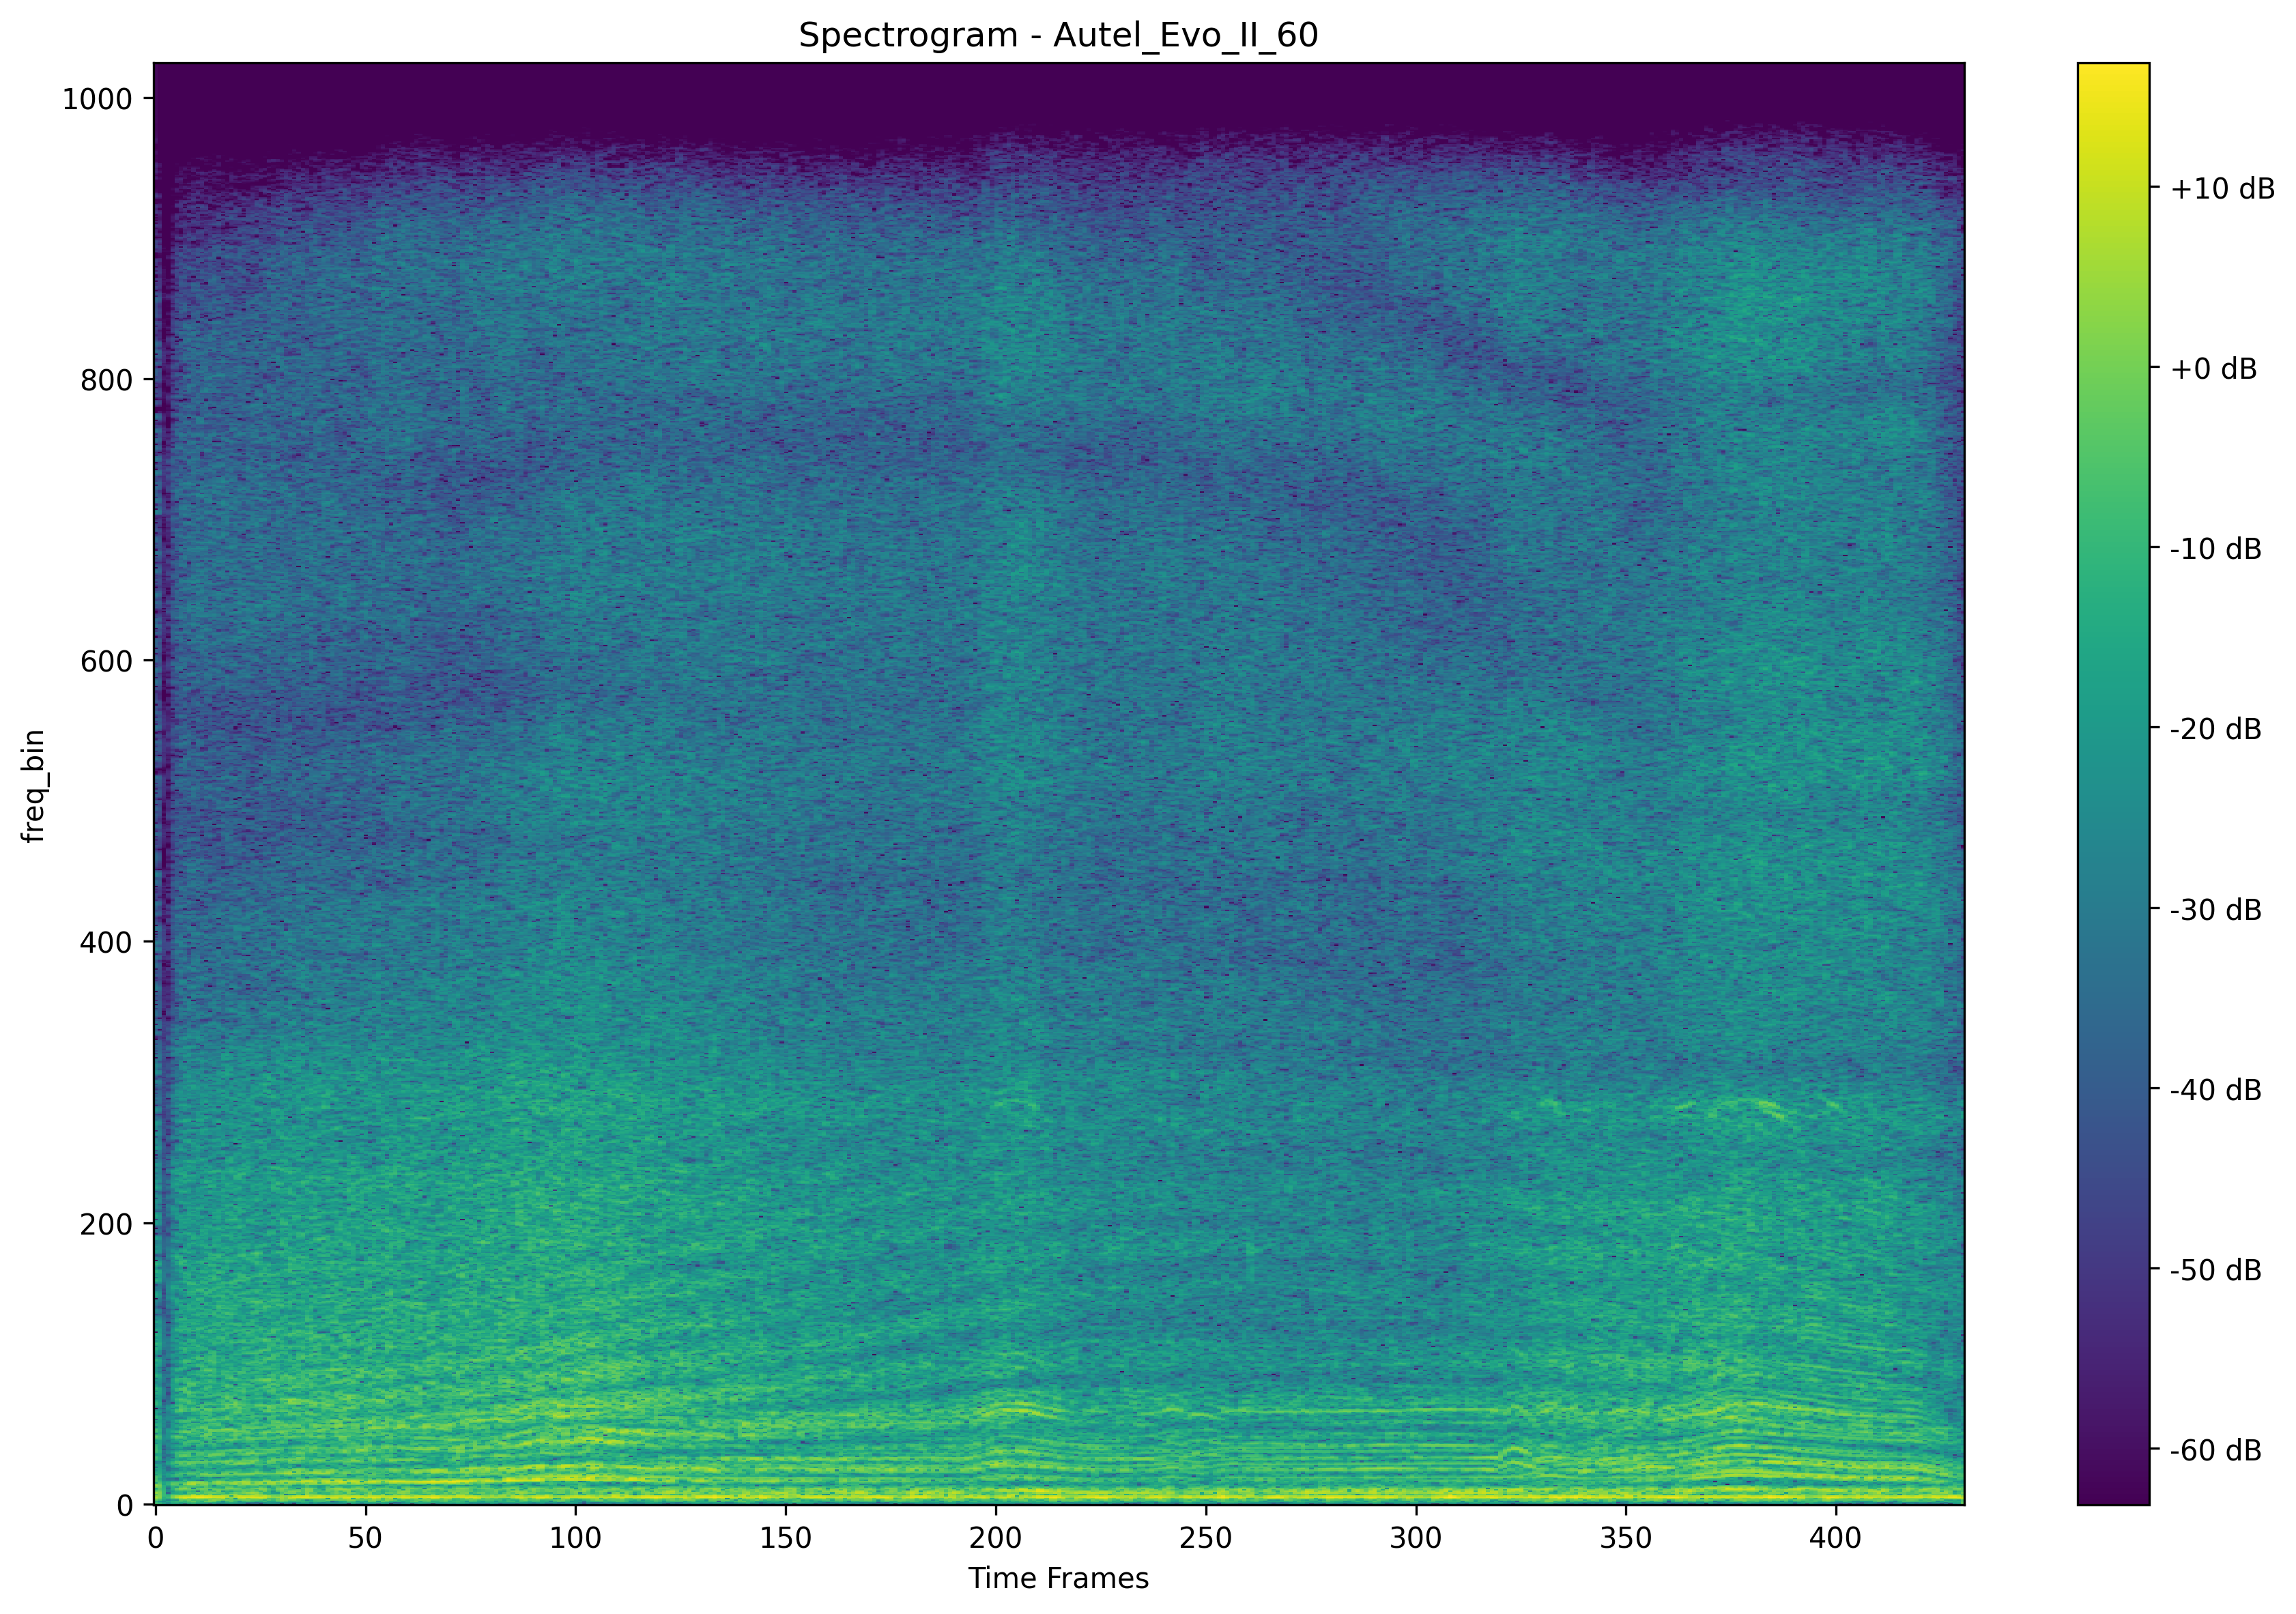 Spectrogram - Autel_Evo_II_60
1000
800
600
400
200
0
freq_bin
0 50 100 150 200 250 300 350 400
Time Frames
+10 dB
+0 dB
-10 dB
-20 dB
-30 dB
-40 dB
-50 dB
-60 dB